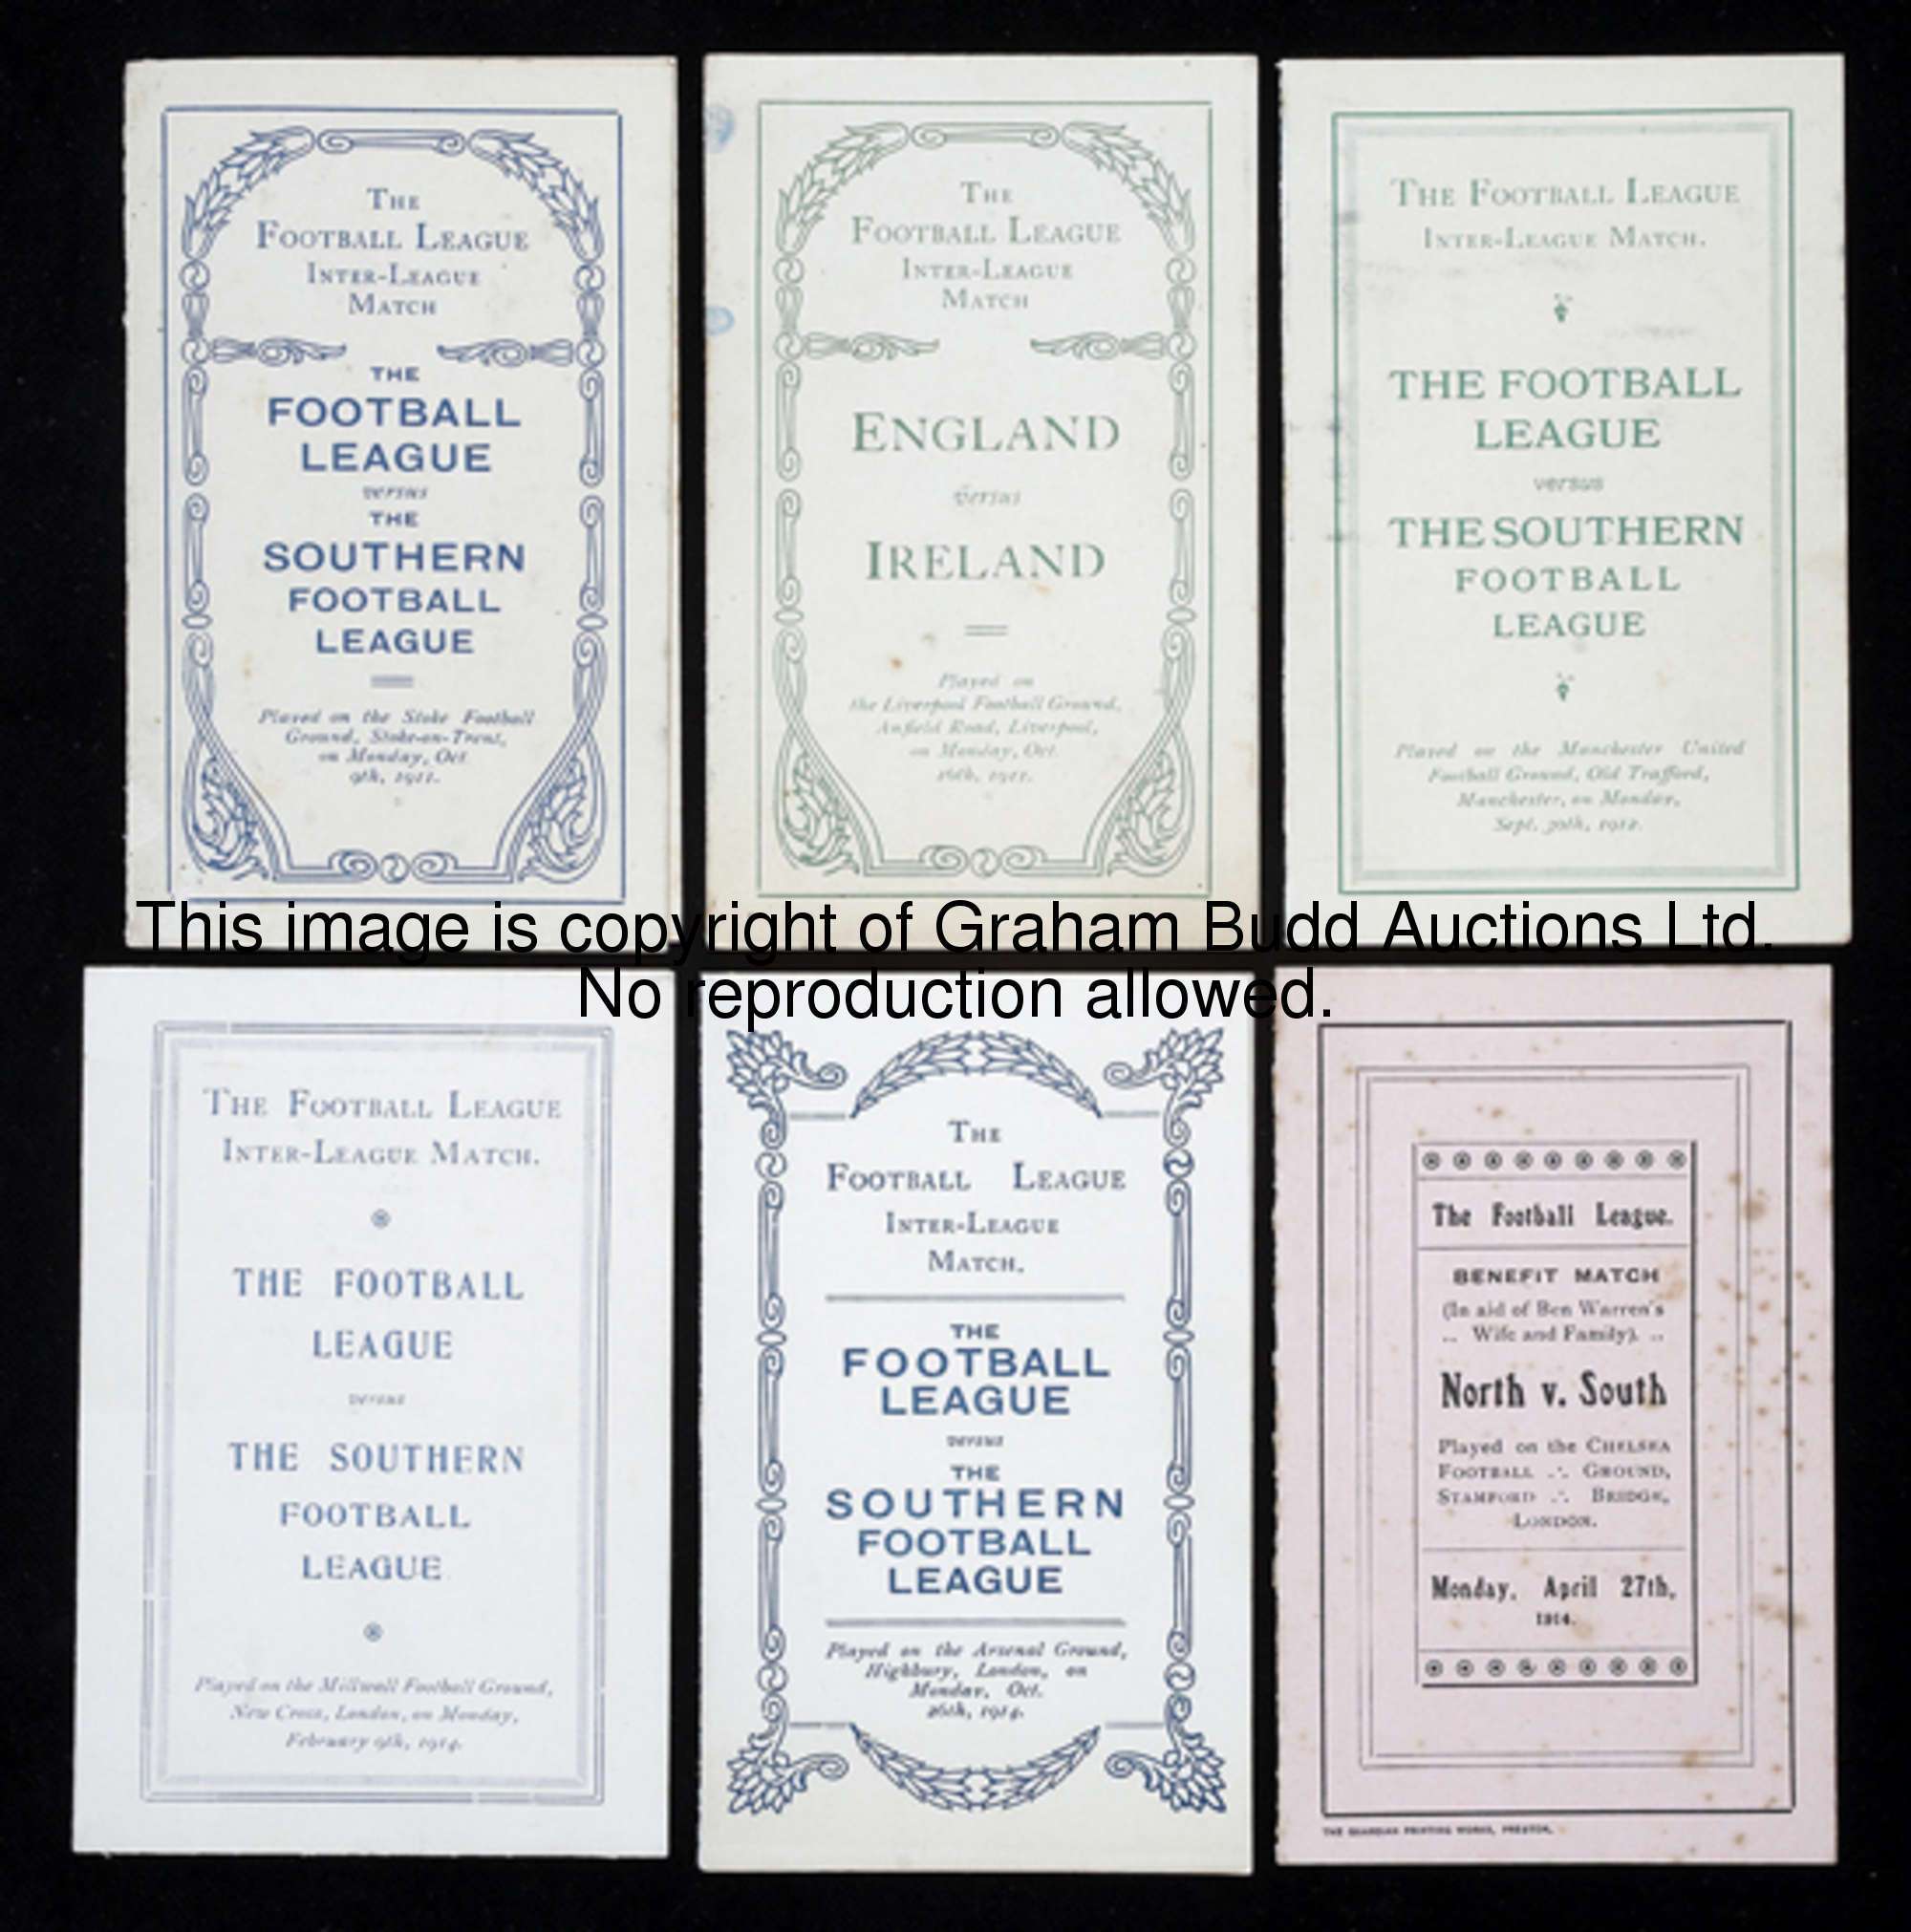 THE
FOOTBALL LEAGUE
INTER-LEAGUE
MATCH
THE
FOOTBALL
LEAGUE
versus
THE
SOUTHERN
FOOTBALL
LEAGUE
Played on the Stoke Football
Ground, Stoke-on-Trent,
on Monday, Oct
9th, 1911.
THE
FOOTBALL LEAGUE
INTER-LEAGUE
MATCH
ENGLAND
versus
IRELAND
Played on
the Liverpool Football Ground,
Anfield Road, Liverpool,
on Monday, Oct.
16th, 1911.
THE FOOTBALL LEAGUE
INTER-LEAGUE MATCH.
THE FOOTBALL
LEAGUE
versus
THE SOUTHERN
FOOTBALL
LEAGUE
Played on the Manchester United
Football Ground, Old Trafford,
Manchester, on Monday,
Sept. 30th, 1912.
This image is copyright of Graham Budd Auctions Ltd.
No reproduction allowed.
THE FOOTBALL LEAGUE
INTER-LEAGUE MATCH.
THE FOOTBALL
LEAGUE
versus
THE SOUTHERN
FOOTBALL
LEAGUE
Played on the Millwall Football Ground,
New Cross, London, on Monday,
February 9th, 1914.
THE
FOOTBALL LEAGUE
INTER-LEAGUE
MATCH.
THE
FOOTBALL
LEAGUE
versus
THE
SOUTHERN
FOOTBALL
LEAGUE
Played on the Arsenal Ground,
Highbury, London, on
Monday, Oct.
26th, 1914.
The Football League.
BENEFIT MATCH
(In aid of Ben Warren's
.. Wife and Family). ..
North v. South
Played on the CHELSEA
FOOTBALL .·. GROUND,
STAMFORD .·. BRIDGE,
LONDON.
Monday, April 27th,
1914.
THE GUARDIAN PRINTING WORKS, PRESTON.